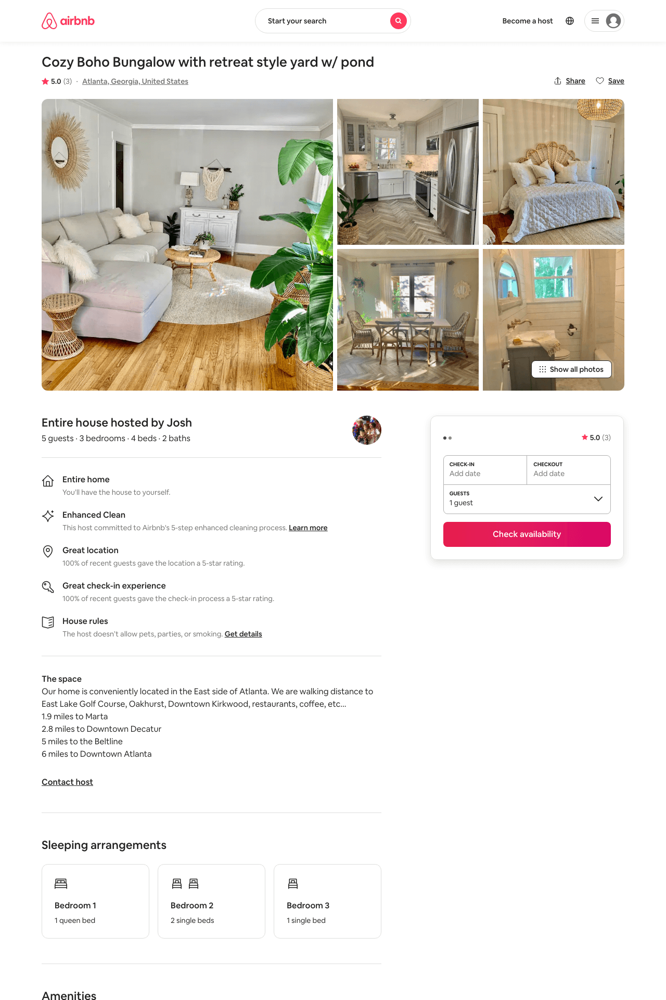 airbnb
Start your search
Become a host
Cozy Boho Bungalow with retreat style yard w/ pond
5.0 (3) · Atlanta, Georgia, United States
Share
Save
Show all photos
Entire house hosted by Josh
5 guests · 3 bedrooms · 4 beds · 2 baths
5.0 (3)
CHECK-IN
Add date
CHECKOUT
Add date
GUESTS
1 guest
Check availability
Entire home
You’ll have the house to yourself.
Enhanced Clean
This host committed to Airbnb's 5-step enhanced cleaning process. Learn more
Great location
100% of recent guests gave the location a 5-star rating.
Great check-in experience
100% of recent guests gave the check-in process a 5-star rating.
House rules
The host doesn’t allow pets, parties, or smoking. Get details
The space
Our home is conveniently located in the East side of Atlanta. We are walking distance to
East Lake Golf Course, Oakhurst, Downtown Kirkwood, restaurants, coffee, etc...
1.9 miles to Marta
2.8 miles to Downtown Decatur
5 miles to the Beltline
6 miles to Downtown Atlanta
Contact host
Sleeping arrangements
Bedroom 1
1 queen bed
Bedroom 2
2 single beds
Bedroom 3
1 single bed
Amenities